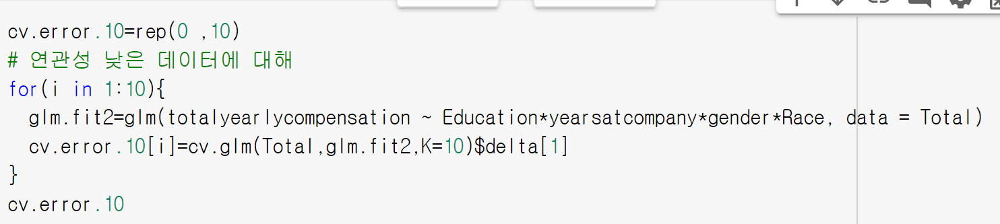 cv.error.10=rep(0 ,10)
# 연관성 낮은 데이터에 대해
for(i in 1:10){
  glm.fit2=glm(totalyearlycompensation ~ Education*yearsatcompany*gender*Race, data = Total)
  cv.error.10[i]=cv.glm(Total,glm.fit2,K=10)$delta[1]
}
cv.error.10